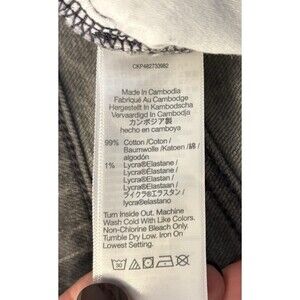 CKP482733982
Made In Cambodia
Fabriqué Au Cambodge
Hergestellt In Kambodscha
Vervaardigd In Cambodja
カンボジア製
hecho en camboya
99% Cotton /Coton /
Baumwolle /Katoen / 綿 /
algodón
1% Lycra®Elastane /
Lycra®Élasthanne /
Lycra®Elastan /
Lycra®Elastaan /
ライクラ®エラスタン /
lycra®elastano
Turn Inside Out. Machine
Wash Cold With Like Colors.
Non-Chlorine Bleach Only.
Tumble Dry Low. Iron On
Lowest Setting.
30